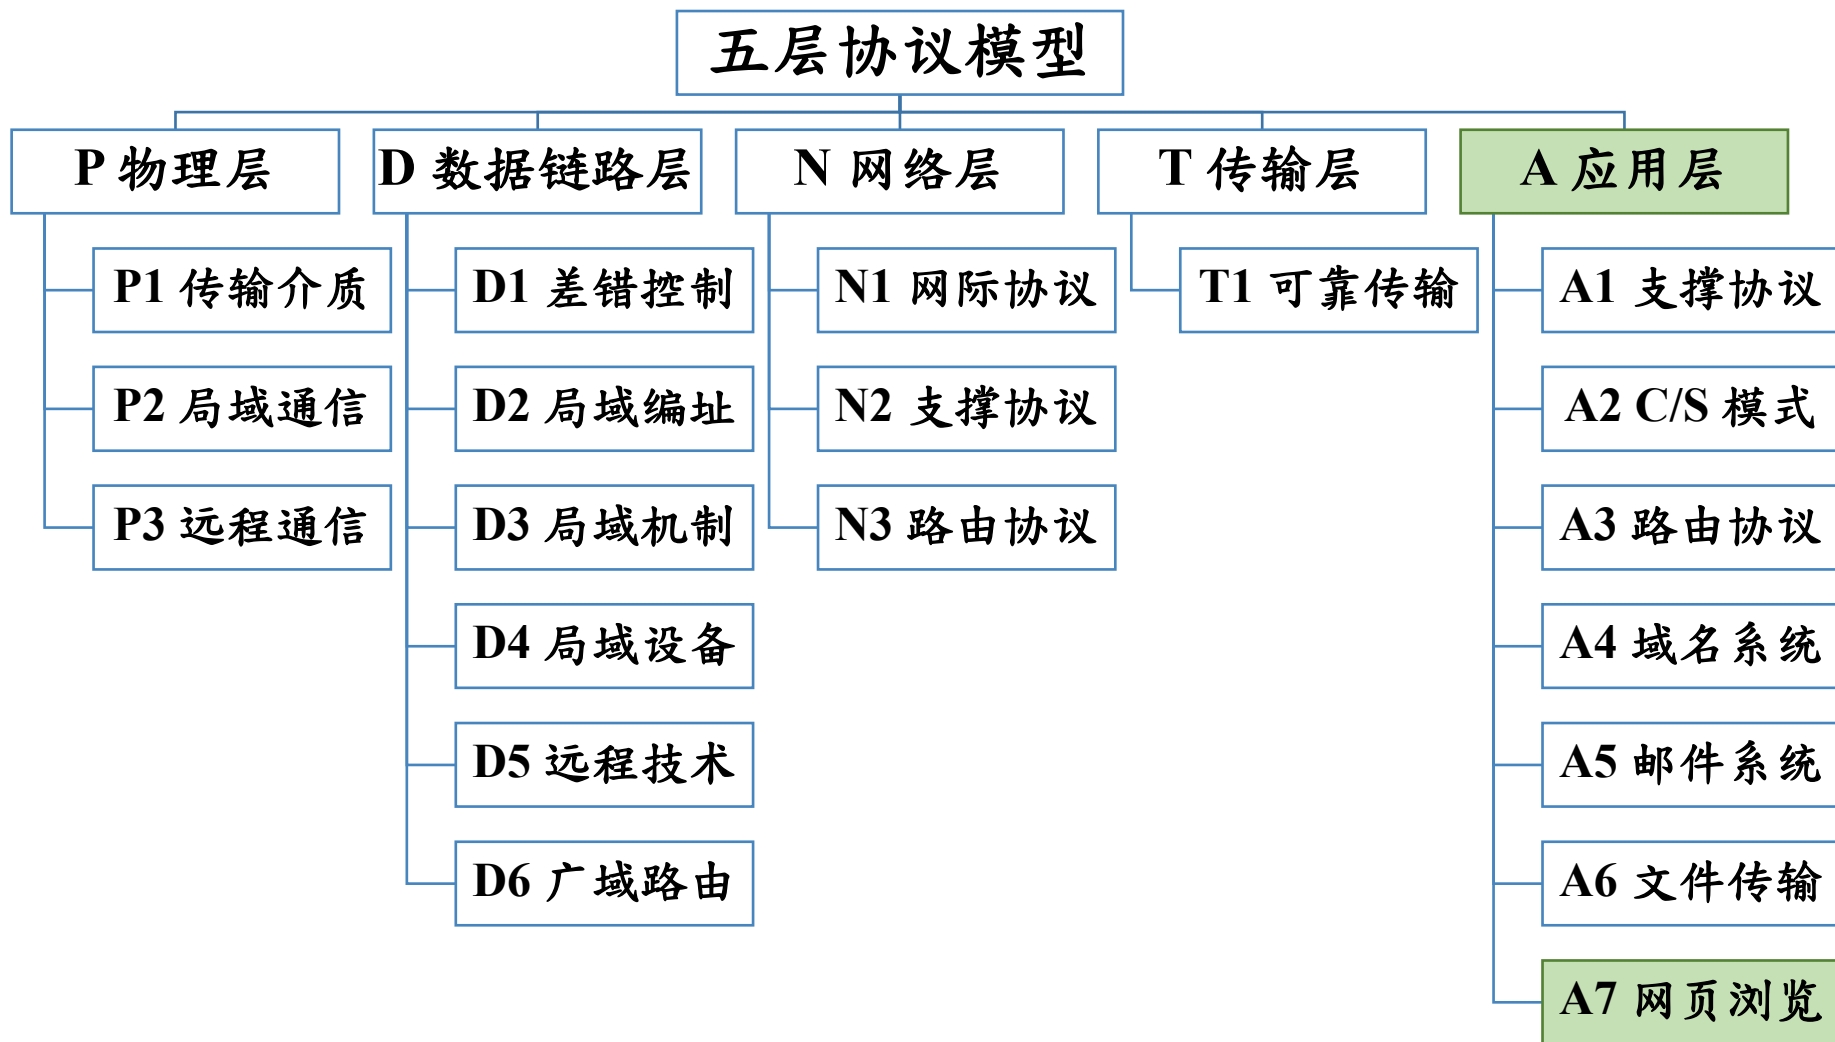 五层协议模型
P 物理层
D 数据链路层
N 网络层
T 传输层
A 应用层
P1 传输介质
D1 差错控制
N1 网际协议
T1 可靠传输
A1 支撑协议
P2 局域通信
D2 局域编址
N2 支撑协议
A2 C/S 模式
P3 远程通信
D3 局域机制
N3 路由协议
A3 路由协议
D4 局域设备
A4 域名系统
D5 远程技术
A5 邮件系统
D6 广域路由
A6 文件传输
A7 网页浏览